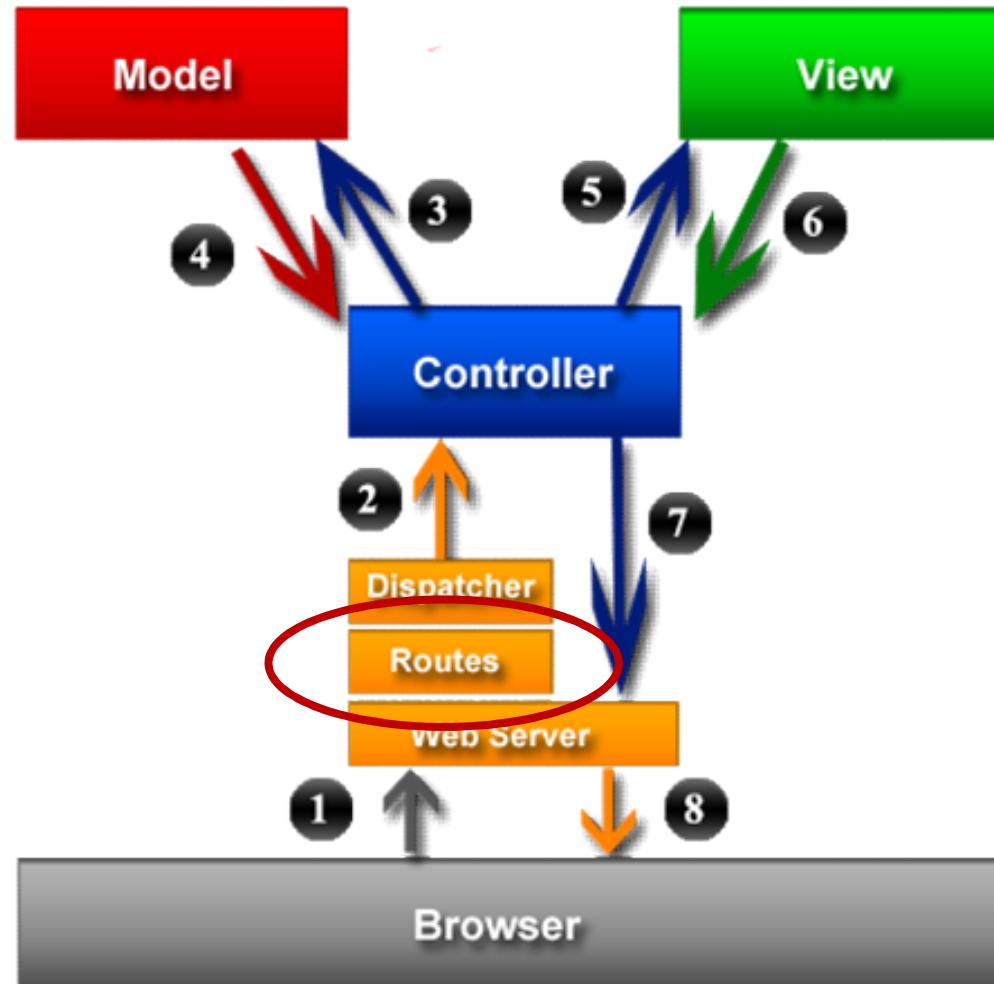 Model
View
3
5
4
6
Controller
2
7
Dispatcher
Routes
Web Server
1
8
Browser